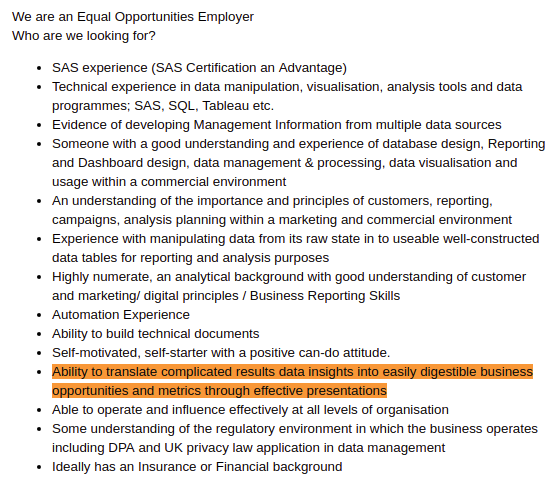 We are an Equal Opportunities Employer
Who are we looking for?
• SAS experience (SAS Certification an Advantage)
• Technical experience in data manipulation, visualisation, analysis tools and data
programmes; SAS, SQL, Tableau etc.
• Evidence of developing Management Information from multiple data sources
• Someone with a good understanding and experience of database design, Reporting
and Dashboard design, data management & processing, data visualisation and
usage within a commercial environment
• An understanding of the importance and principles of customers, reporting,
campaigns, analysis planning within a marketing and commercial environment
• Experience with manipulating data from its raw state in to useable well-constructed
data tables for reporting and analysis purposes
• Highly numerate, an analytical background with good understanding of customer
and marketing/ digital principles / Business Reporting Skills
• Automation Experience
• Ability to build technical documents
• Self-motivated, self-starter with a positive can-do attitude.
• Ability to translate complicated results data insights into easily digestible business
opportunities and metrics through effective presentations
• Able to operate and influence effectively at all levels of organisation
• Some understanding of the regulatory environment in which the business operates
including DPA and UK privacy law application in data management
• Ideally has an Insurance or Financial background